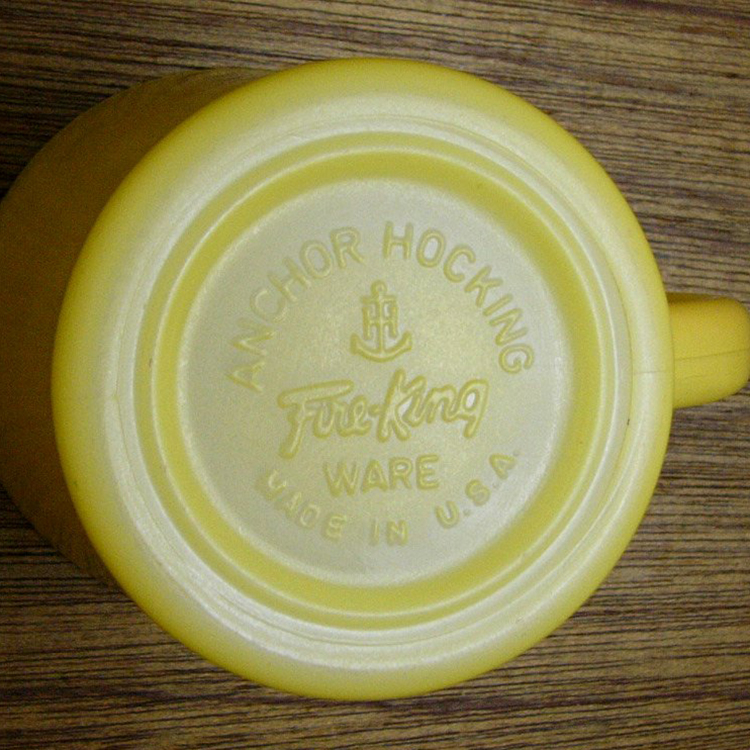 ANCHOR HOCKING
H
Fire-King
WARE
MADE IN U.S.A.